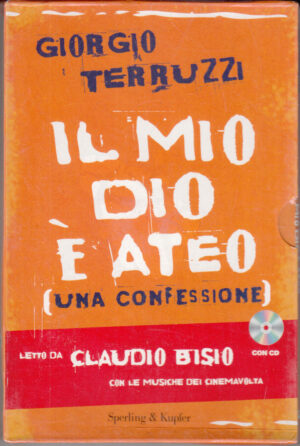 GIORGIO
TERRUZZI
IL MIO
DIO
È ATEO
(UNA CONFESSIONE)
LETTO DA CLAUDIO BISIO CON CD
CON LE MUSICHE DEI CINEMAVOLTA
Sperling & Kupfer